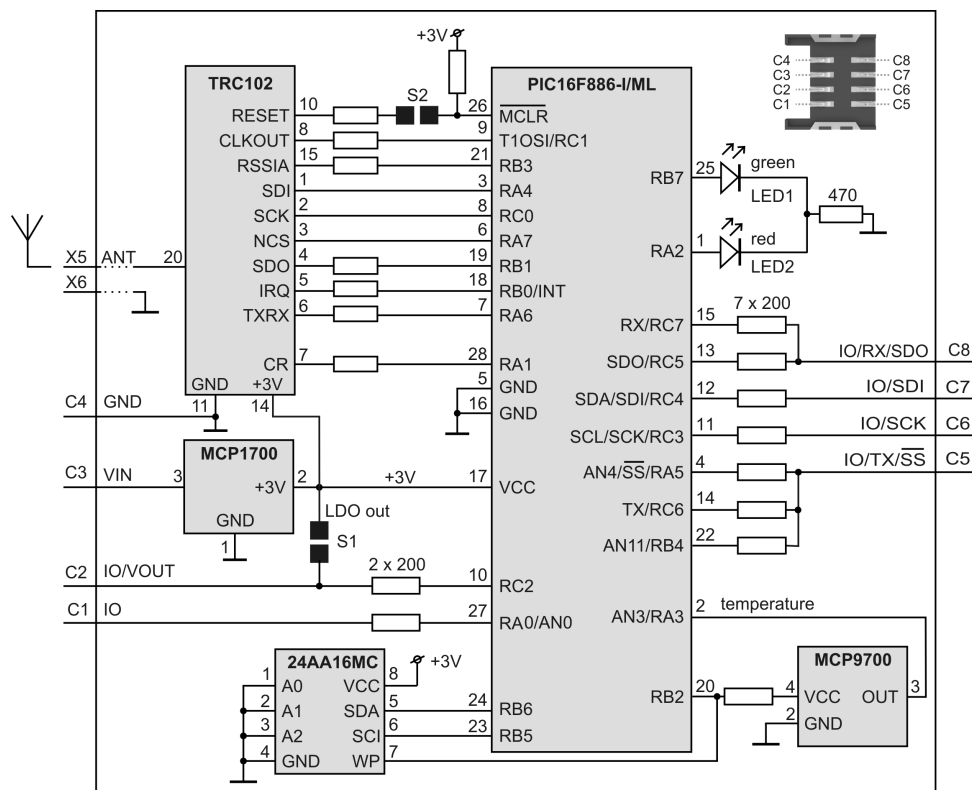 +3V
C4 C8
C3 C7
C2 C6
C1 C5
TRC102
S2
PIC16F886-I/ML
RESET 10 26 MCLR
CLKOUT 8 9 T1OSI/RC1
RSSIA 15 21 RB3
SDI 1 3 RA4
SCK 2 8 RC0
NCS 3 6 RA7
SDO 4 19 RB1
IRQ 5 18 RB0/INT
TXRX 6 7 RA6
CR 7 28 RA1
5 GND
16 GND
X5 ANT 20
X6
GND +3V
11 14
RB7 25 green
LED1
470
RA2 1 red
LED2
7 x 200
RX/RC7 15
SDO/RC5 13 IO/RX/SDO C8
SDA/SDI/RC4 12 IO/SDI C7
SCL/SCK/RC3 11 IO/SCK C6
AN4/SS/RA5 4 IO/TX/SS C5
TX/RC6 14
AN11/RB4 22
C4 GND
MCP1700
C3 VIN 3 +3V 2 +3V 17 VCC
GND
1
LDO out
S1
C2 IO/VOUT 2 x 200 10 RC2
C1 IO 27 RA0/AN0
AN3/RA3 2 temperature
24AA16MC +3V
1 A0 VCC 8
2 A1 SDA 5 24 RB6
3 A2 SCI 6 23 RB5
4 GND WP 7
RB2 20
MCP9700
4 VCC OUT 3
2 GND